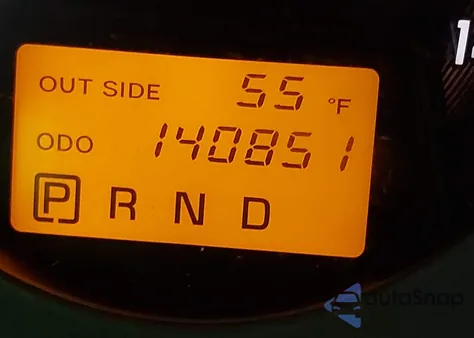 OUT SIDE 55 °F
ODO 140851
P R N D
autoSnap